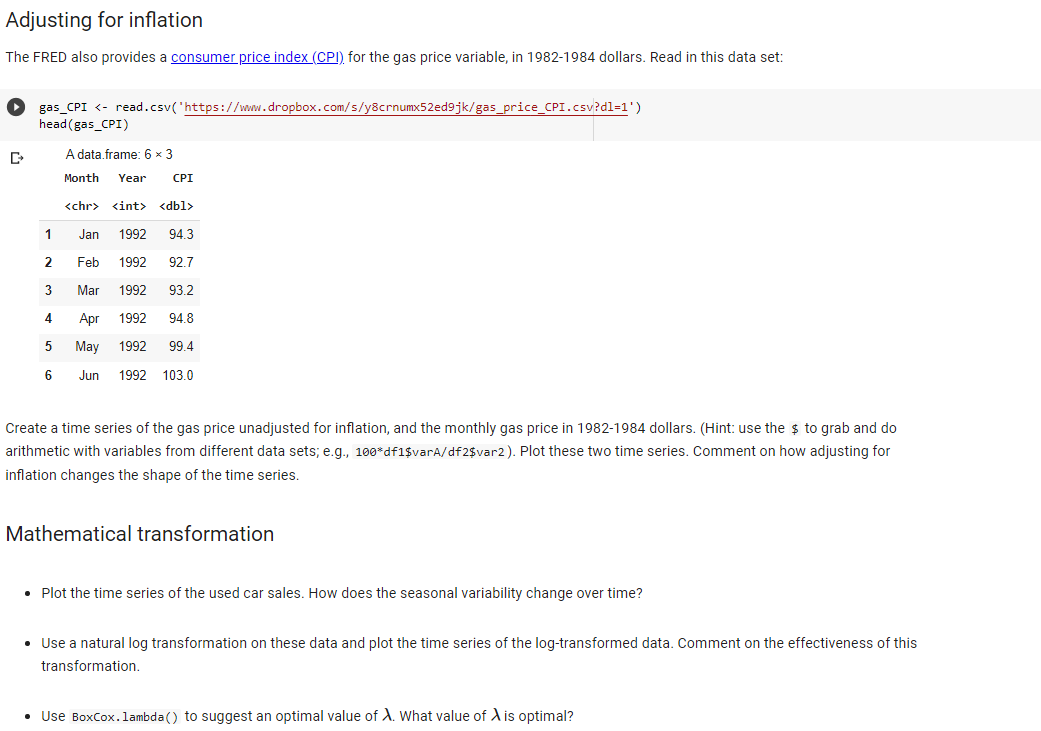 Adjusting for inflation
The FRED also provides a consumer price index (CPI) for the gas price variable, in 1982-1984 dollars. Read in this data set:
gas_CPI <- read.csv('https://www.dropbox.com/s/y8crnumx52ed9jk/gas_price_CPI.csv?dl=1')
head(gas_CPI)
A data.frame: 6 × 3
Month Year CPI
<chr> <int> <dbl>
1 Jan 1992 94.3
2 Feb 1992 92.7
3 Mar 1992 93.2
4 Apr 1992 94.8
5 May 1992 99.4
6 Jun 1992 103.0
Create a time series of the gas price unadjusted for inflation, and the monthly gas price in 1982-1984 dollars. (Hint: use the $ to grab and do
arithmetic with variables from different data sets; e.g., 100*df1$varA/df2$var2). Plot these two time series. Comment on how adjusting for
inflation changes the shape of the time series.
Mathematical transformation
• Plot the time series of the used car sales. How does the seasonal variability change over time?
• Use a natural log transformation on these data and plot the time series of the log-transformed data. Comment on the effectiveness of this
transformation.
• Use BoxCox.lambda() to suggest an optimal value of λ. What value of λ is optimal?